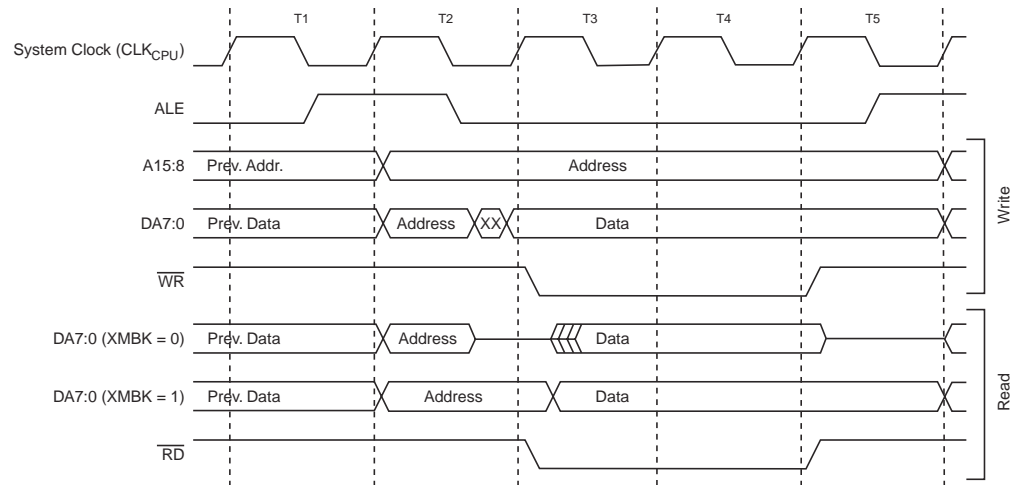 T1 T2 T3 T4 T5
System Clock (CLKCPU)
ALE
A15:8 Prev. Addr. Address
DA7:0 Prev. Data Address XX Data
WR
Write
DA7:0 (XMBK = 0) Prev. Data Address Data
DA7:0 (XMBK = 1) Prev. Data Address Data
RD
Read